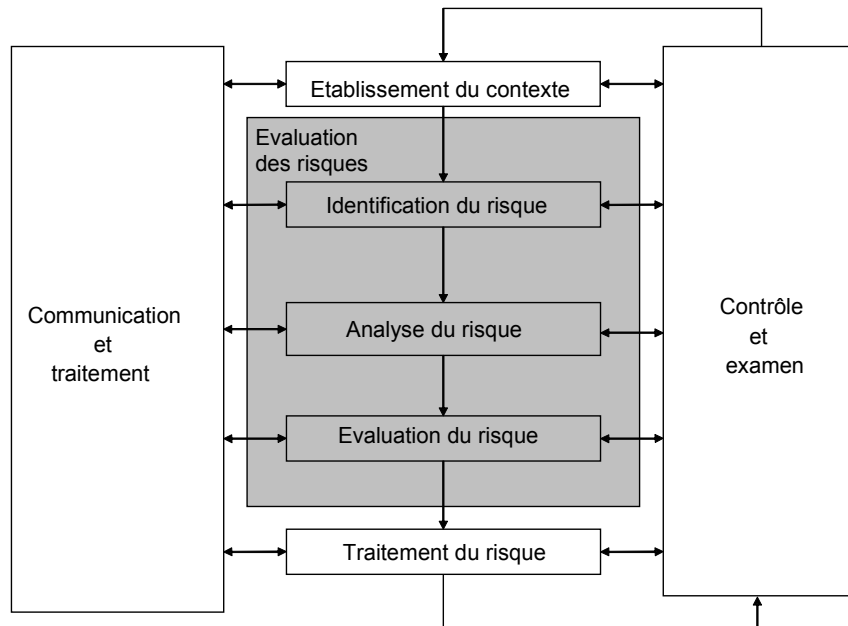 Etablissement du contexte
Evaluation
des risques
Identification du risque
Communication
et
traitement
Analyse du risque
Contrôle
et
examen
Evaluation du risque
Traitement du risque